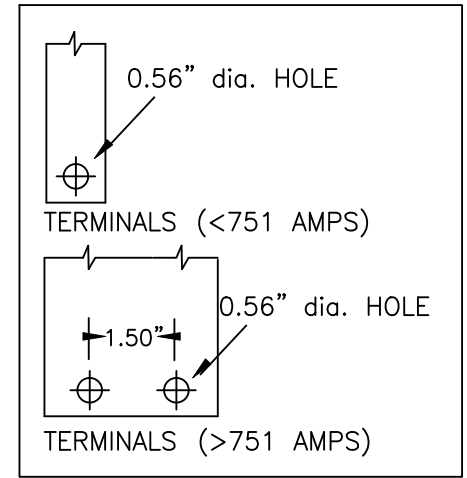 0.56" dia. HOLE
TERMINALS (<751 AMPS)
0.56" dia. HOLE
1.50"
TERMINALS (>751 AMPS)